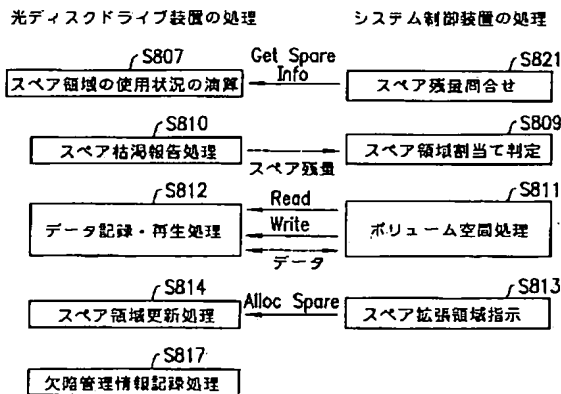 光ディスクドライブ装置の処理 システム制御装置の処理
S807 Get Spare Info S821
スペア領域の使用状況の演算 スペア残量問合せ
S810 S809
スペア枯渇報告処理 スペア残量 スペア領域割当て判定
S812 Read S811
データ記録・再生処理 Write ボリューム空間処理
データ
S814 Alloc Spare S813
スペア領域更新処理 スペア拡張領域指示
S817
欠陥管理情報記録処理